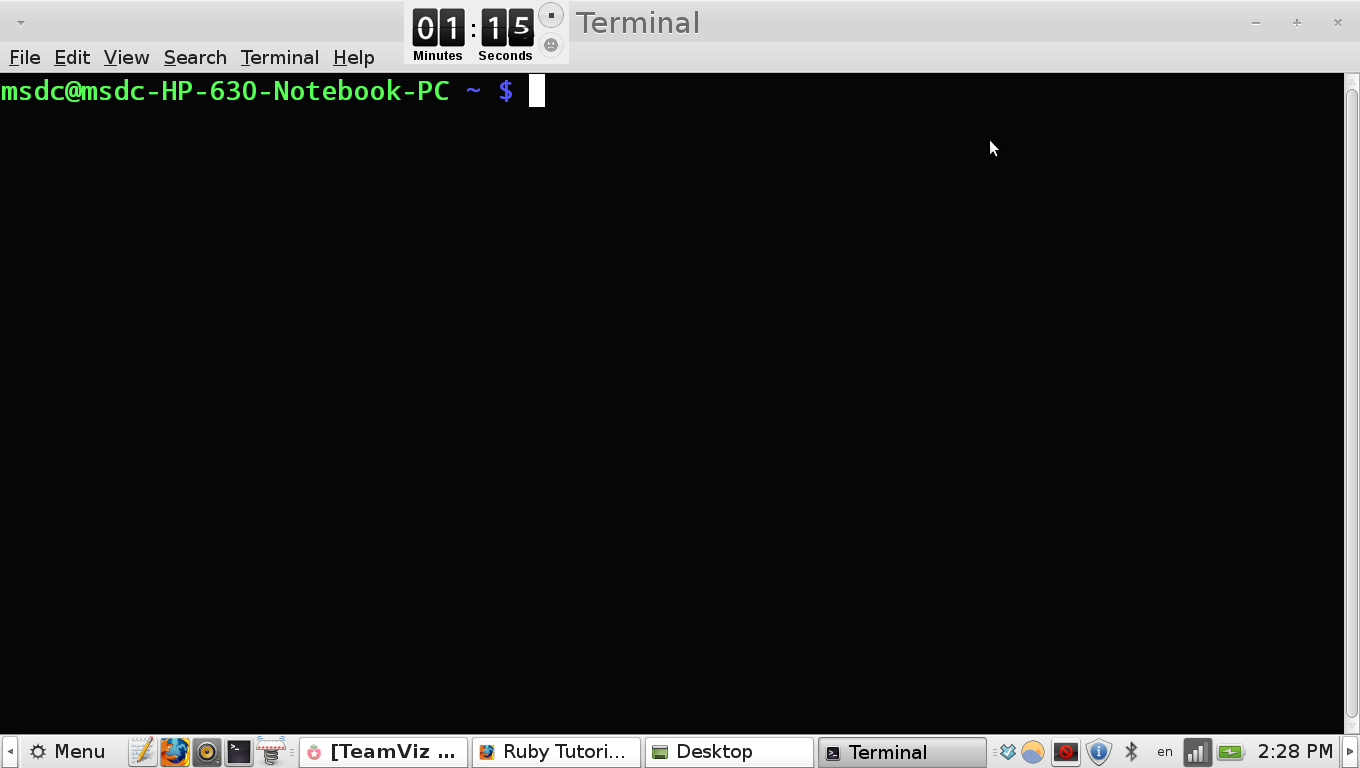 01:15
Minutes Seconds
Terminal
File Edit View Search Terminal Help
msdc@msdc-HP-630-Notebook-PC ~ $
Menu [TeamViz ... Ruby Tutori... Desktop Terminal en 2:28 PM